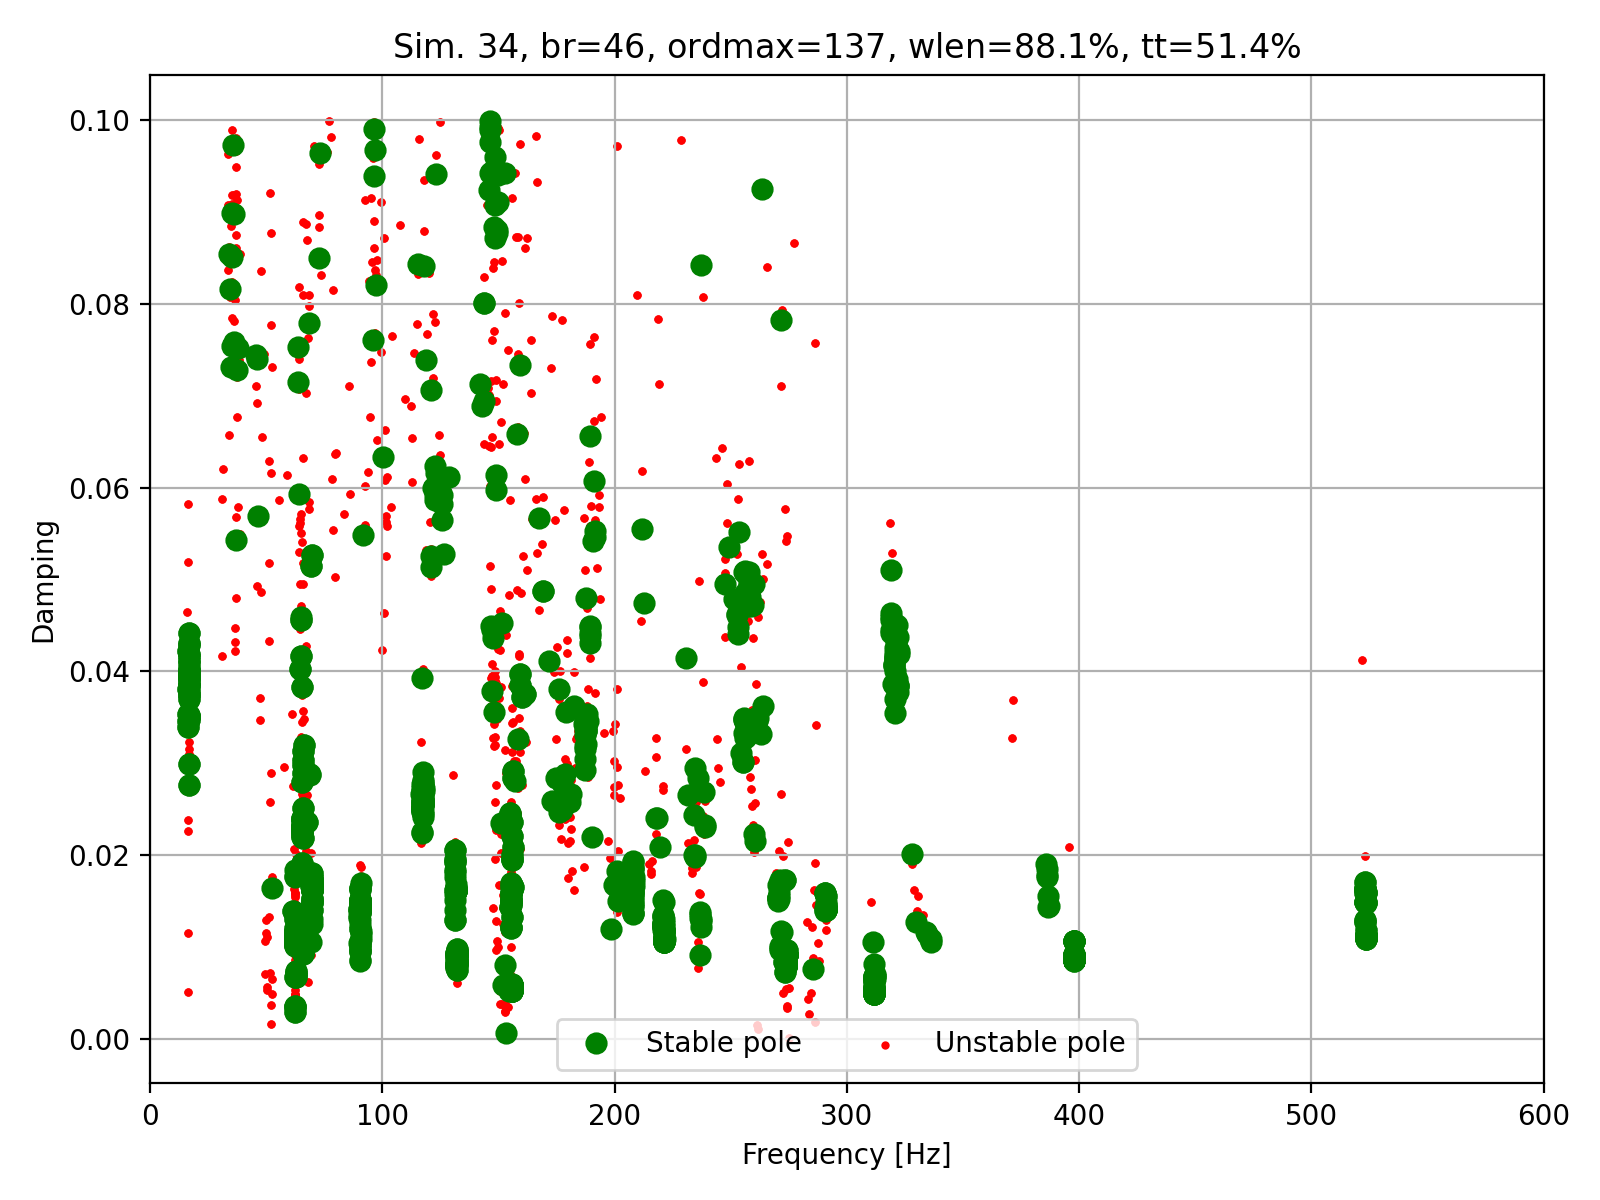 Sim. 34, br=46, ordmax=137, wlen=88.1%, tt=51.4%
0.10
0.08
0.06
0.04
0.02
0.00
Damping
Stable pole
Unstable pole
0
100
200
300
400
500
600
Frequency [Hz]